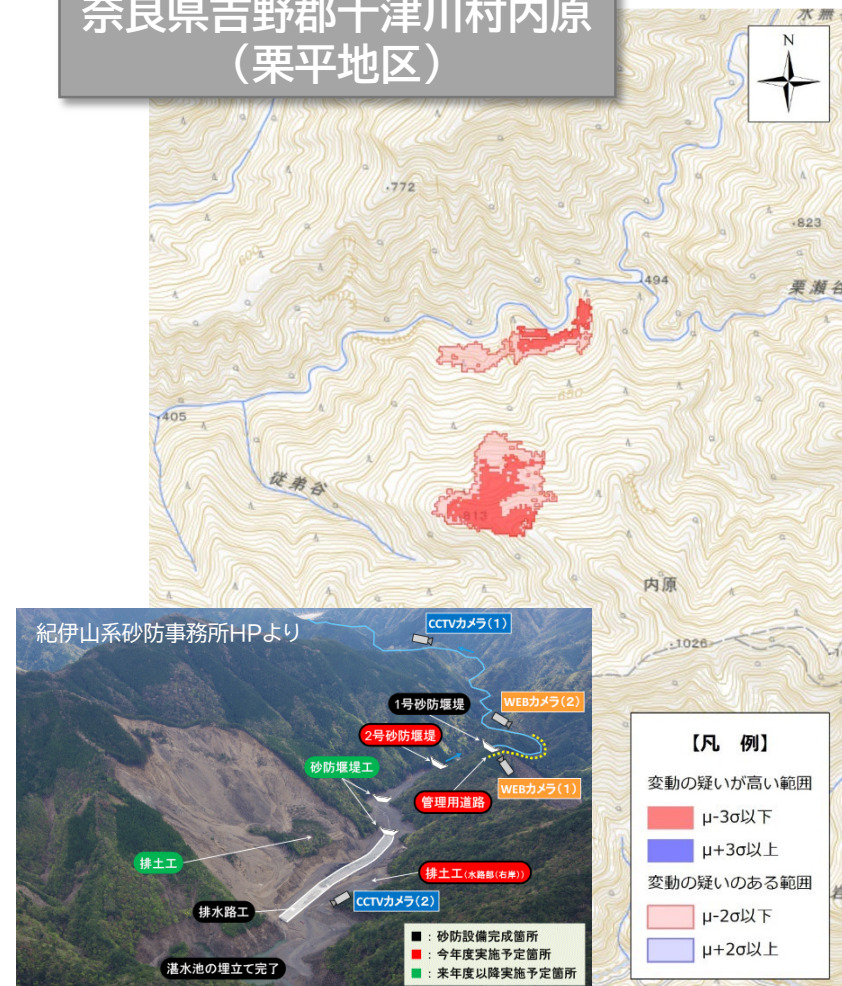 奈良県吉野郡十津川村内原
（栗平地区）
N
水無
772
823
600
494
栗瀬谷
650
405
従弟谷
813
内原
1026
紀伊山系砂防事務所HPより
CCTVカメラ(1)
1号砂防堰堤
WEBカメラ(2)
2号砂防堰堤
砂防堰堤工
WEBカメラ(1)
管理用道路
排土工
排土工(水路部(右岸))
CCTVカメラ(2)
排水路工
湛水池の埋立て完了
■：砂防設備完成箇所
■：今年度実施予定箇所
■：来年度以降実施予定箇所
【凡　例】
変動の疑いが高い範囲
μ-3σ以下
μ+3σ以上
変動の疑いのある範囲
μ-2σ以下
μ+2σ以上